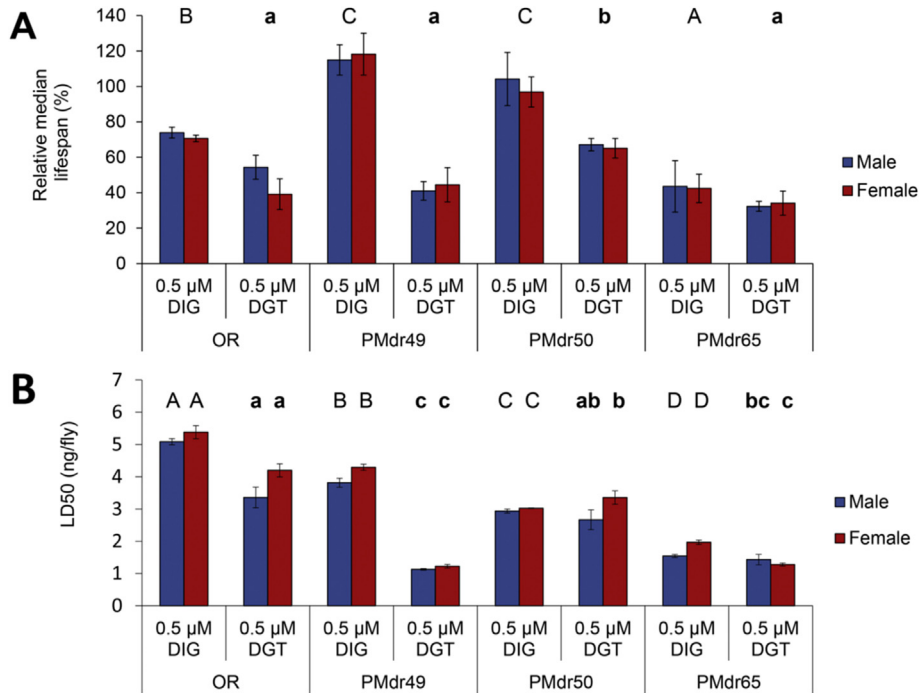 A
Relative median
lifespan (%)
140
120
100
80
60
40
20
0
B a C a C b A a
Male
Female
0.5 µM 0.5 µM 0.5 µM 0.5 µM 0.5 µM 0.5 µM 0.5 µM 0.5 µM
DIG DGT DIG DGT DIG DGT DIG DGT
OR PMdr49 PMdr50 PMdr65
B
LD50 (ng/fly)
7
6
5
4
3
2
1
0
A A a a B B c c C C ab b D D bc c
Male
Female
0.5 µM 0.5 µM 0.5 µM 0.5 µM 0.5 µM 0.5 µM 0.5 µM 0.5 µM
DIG DGT DIG DGT DIG DGT DIG DGT
OR PMdr49 PMdr50 PMdr65